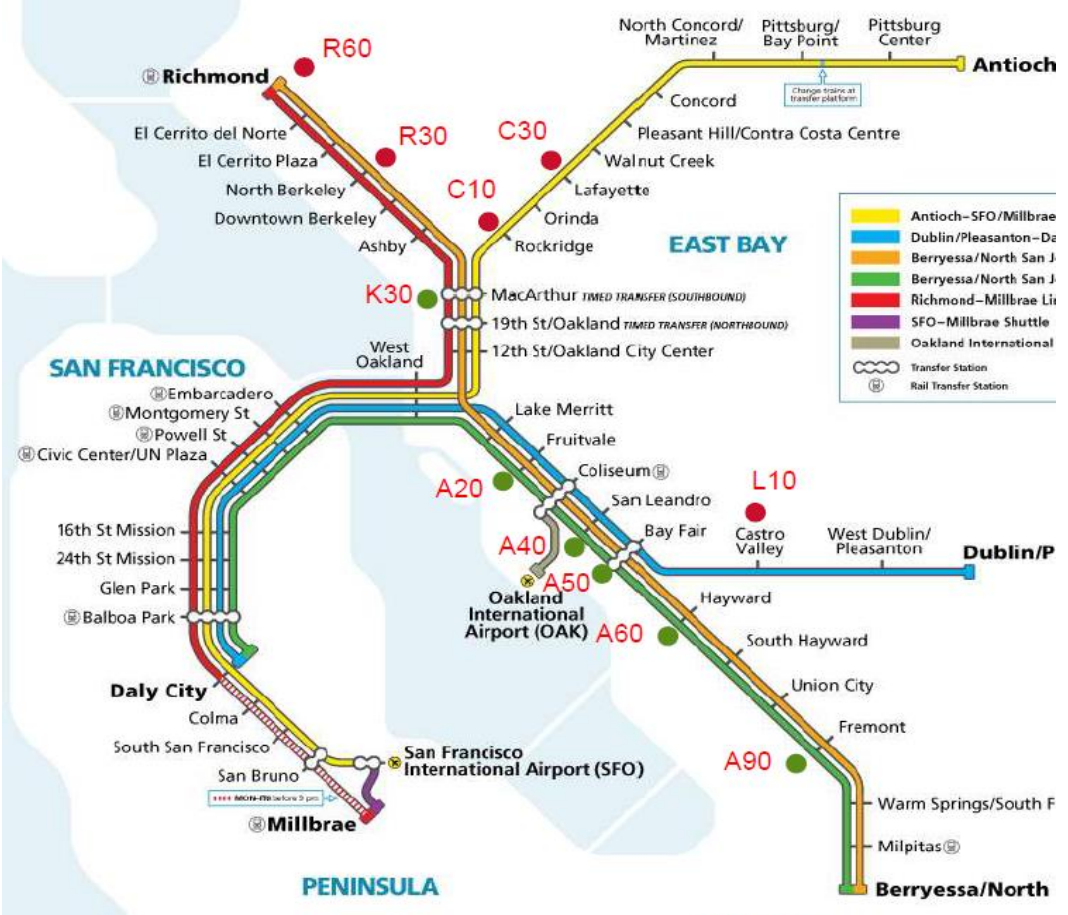 North Concord/
Martinez
Pittsburg/
Bay Point
Pittsburg
Center
R60
Richmond
Antioch
Change trains at
transfer platform
Concord
El Cerrito del Norte
R30
C30
Pleasant Hill/Contra Costa Centre
El Cerrito Plaza
Walnut Creek
North Berkeley
C10
Lafayette
Downtown Berkeley
Orinda
Ashby
Rockridge
EAST BAY
Antioch–SFO/Millbrae
Dublin/Pleasanton–Da
Berryessa/North San J
Berryessa/North San J
Richmond–Millbrae Li
SFO–Millbrae Shuttle
Oakland International
Transfer Station
Rail Transfer Station
K30
MacArthur TIMED TRANSFER (SOUTHBOUND)
19th St/Oakland TIMED TRANSFER (NORTHBOUND)
West
Oakland
12th St/Oakland City Center
SAN FRANCISCO
Embarcadero
Montgomery St
Powell St
Civic Center/UN Plaza
Lake Merritt
Fruitvale
Coliseum
A20
San Leandro
L10
16th St Mission
24th St Mission
Glen Park
Balboa Park
A40
Bay Fair
Castro
Valley
West Dublin/
Pleasanton
Dublin/P
A50
Oakland
International
Airport (OAK)
Hayward
A60
South Hayward
Daly City
Union City
Colma
South San Francisco
Fremont
San Bruno
San Francisco
International Airport (SFO)
A90
MON-FRI before 9 pm
Millbrae
Warm Springs/South F
Milpitas
PENINSULA
Berryessa/North